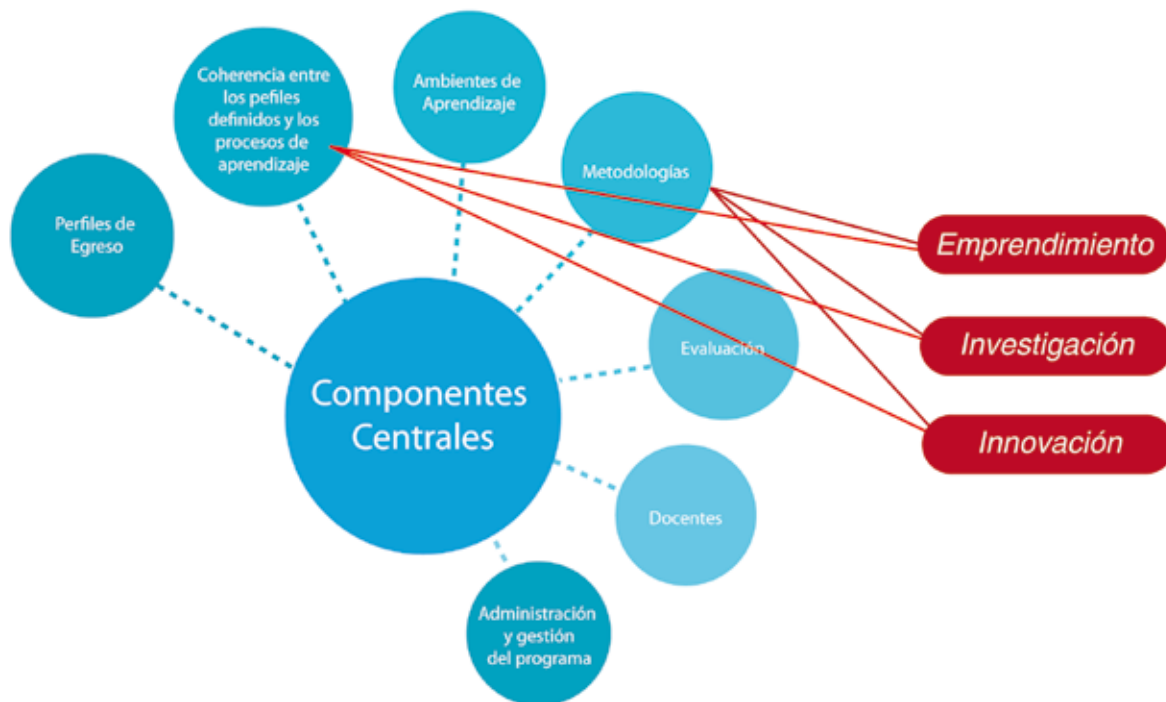 Coherencia entre
los pefiles
definidos y los
procesos de
aprendizaje
Ambientes de
Aprendizaje
Metodologías
Perfiles de
Egreso
Emprendimiento
Investigación
Innovación
Evaluación
Componentes
Centrales
Docentes
Administración
y gestión
del programa